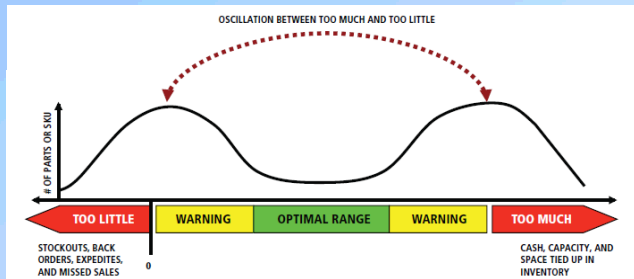 OSCILLATION BETWEEN TOO MUCH AND TOO LITTLE
# OF PARTS OR SKU
TOO LITTLE
WARNING
OPTIMAL RANGE
WARNING
TOO MUCH
STOCKOUTS, BACK
ORDERS, EXPEDITES,
AND MISSED SALES
0
CASH, CAPACITY, AND
SPACE TIED UP IN
INVENTORY